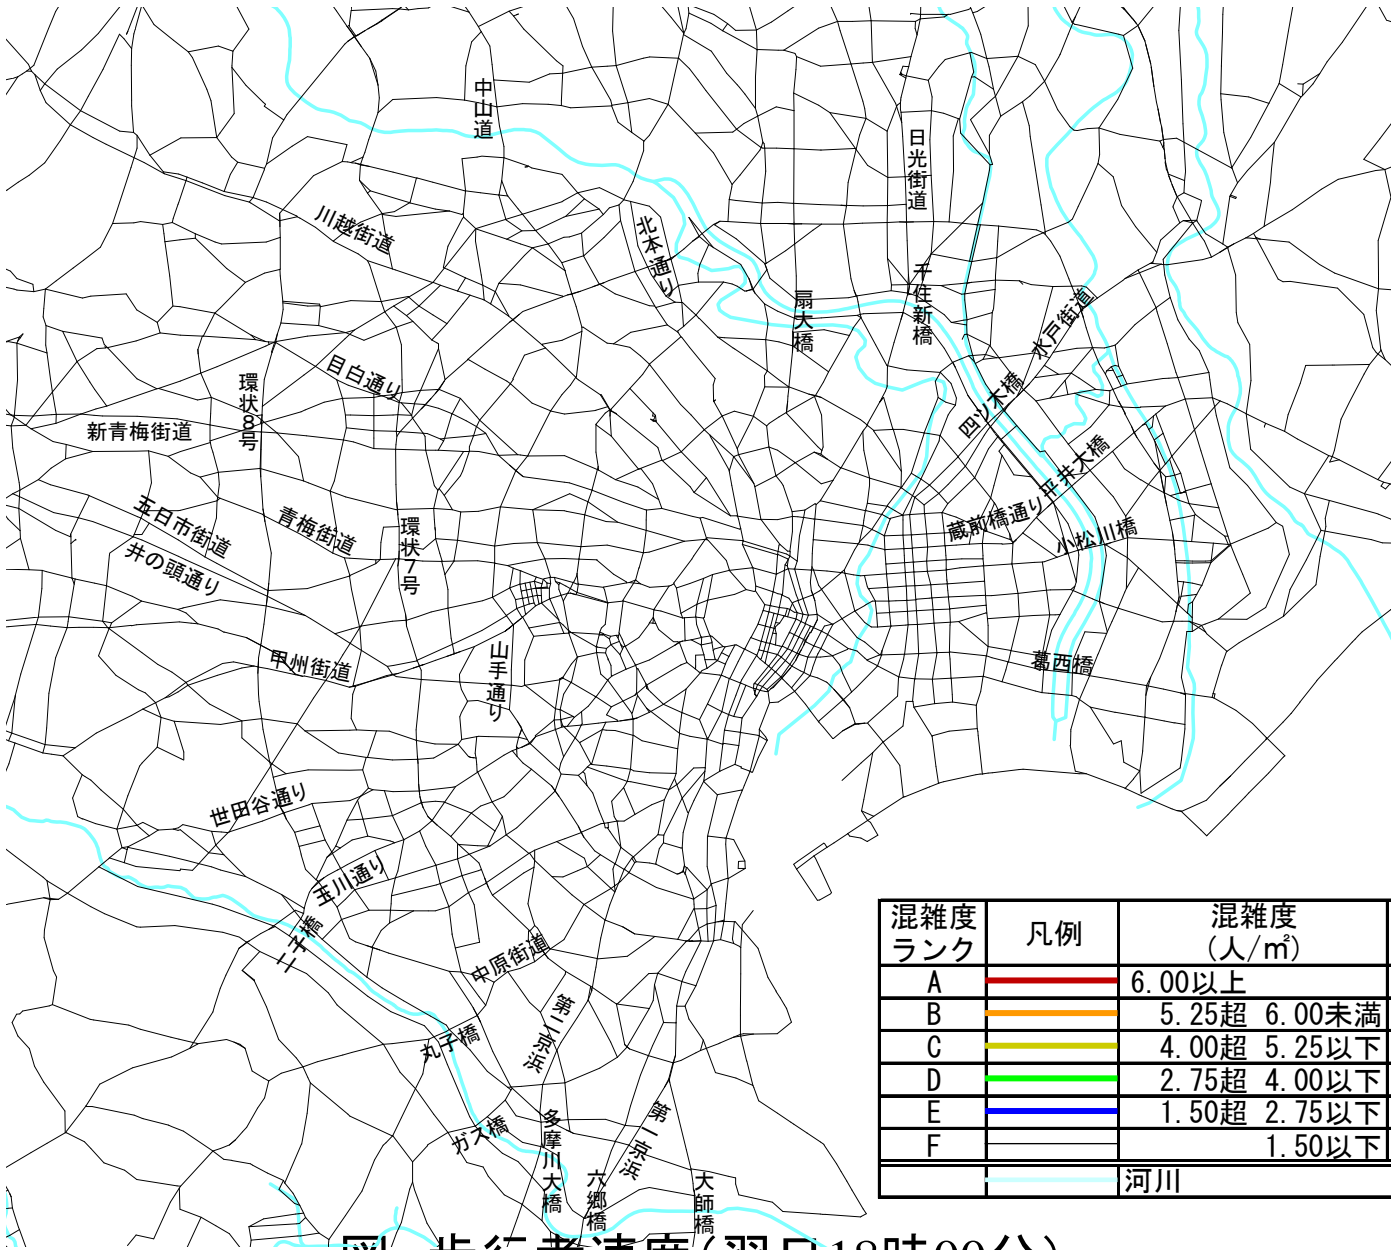 中山道
日光街道
川越街道
北本通り
千住新橋
扇大橋
水戸街道
目白通り
環状8号
四ツ木橋
新青梅街道
平井大橋
五日市街道
青梅街道
環状7号
蔵前橋通り
小松川橋
井の頭通り
山手通り
甲州街道
葛西橋
世田谷通り
玉川通り
二子橋
中原街道
第二京浜
丸子橋
ガス橋
多摩川大橋
第一京浜
六郷橋
大師橋
混雑度ランク 凡例 混雑度(人/㎡)
A 6.00以上
B 5.25超 6.00未満
C 4.00超 5.25以下
D 2.75超 4.00以下
E 1.50超 2.75以下
F 1.50以下
河川